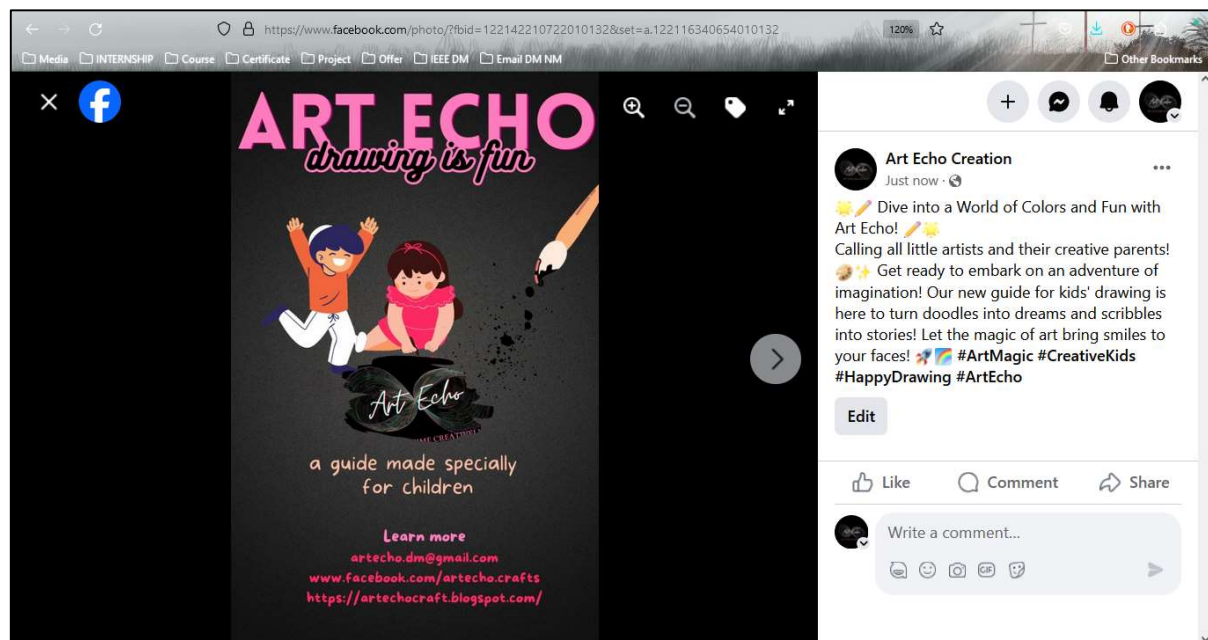 https://www.facebook.com/photo/?fbid=122142210722010132&set=a.122116340654010132
120%
Media
INTERNSHIP
Course
Certificate
Project
Offer
IEEE DM
Email DM NM
Other Bookmarks
ART ECHO
drawing is fun
Art Echo
a guide made specially
for children
Learn more
artecho.dm@gmail.com
www.facebook.com/artecho.crafts
https://artechocraft.blogspot.com/
Art Echo Creation
Just now ·
🌟✏️ Dive into a World of Colors and Fun with
Art Echo! ✏️🌟
Calling all little artists and their creative parents!
🎨✨ Get ready to embark on an adventure of
imagination! Our new guide for kids' drawing is
here to turn doodles into dreams and scribbles
into stories! Let the magic of art bring smiles to
your faces! 🚀🌈 #ArtMagic #CreativeKids
#HappyDrawing #ArtEcho
Edit
Like
Comment
Share
Write a comment...
GIF